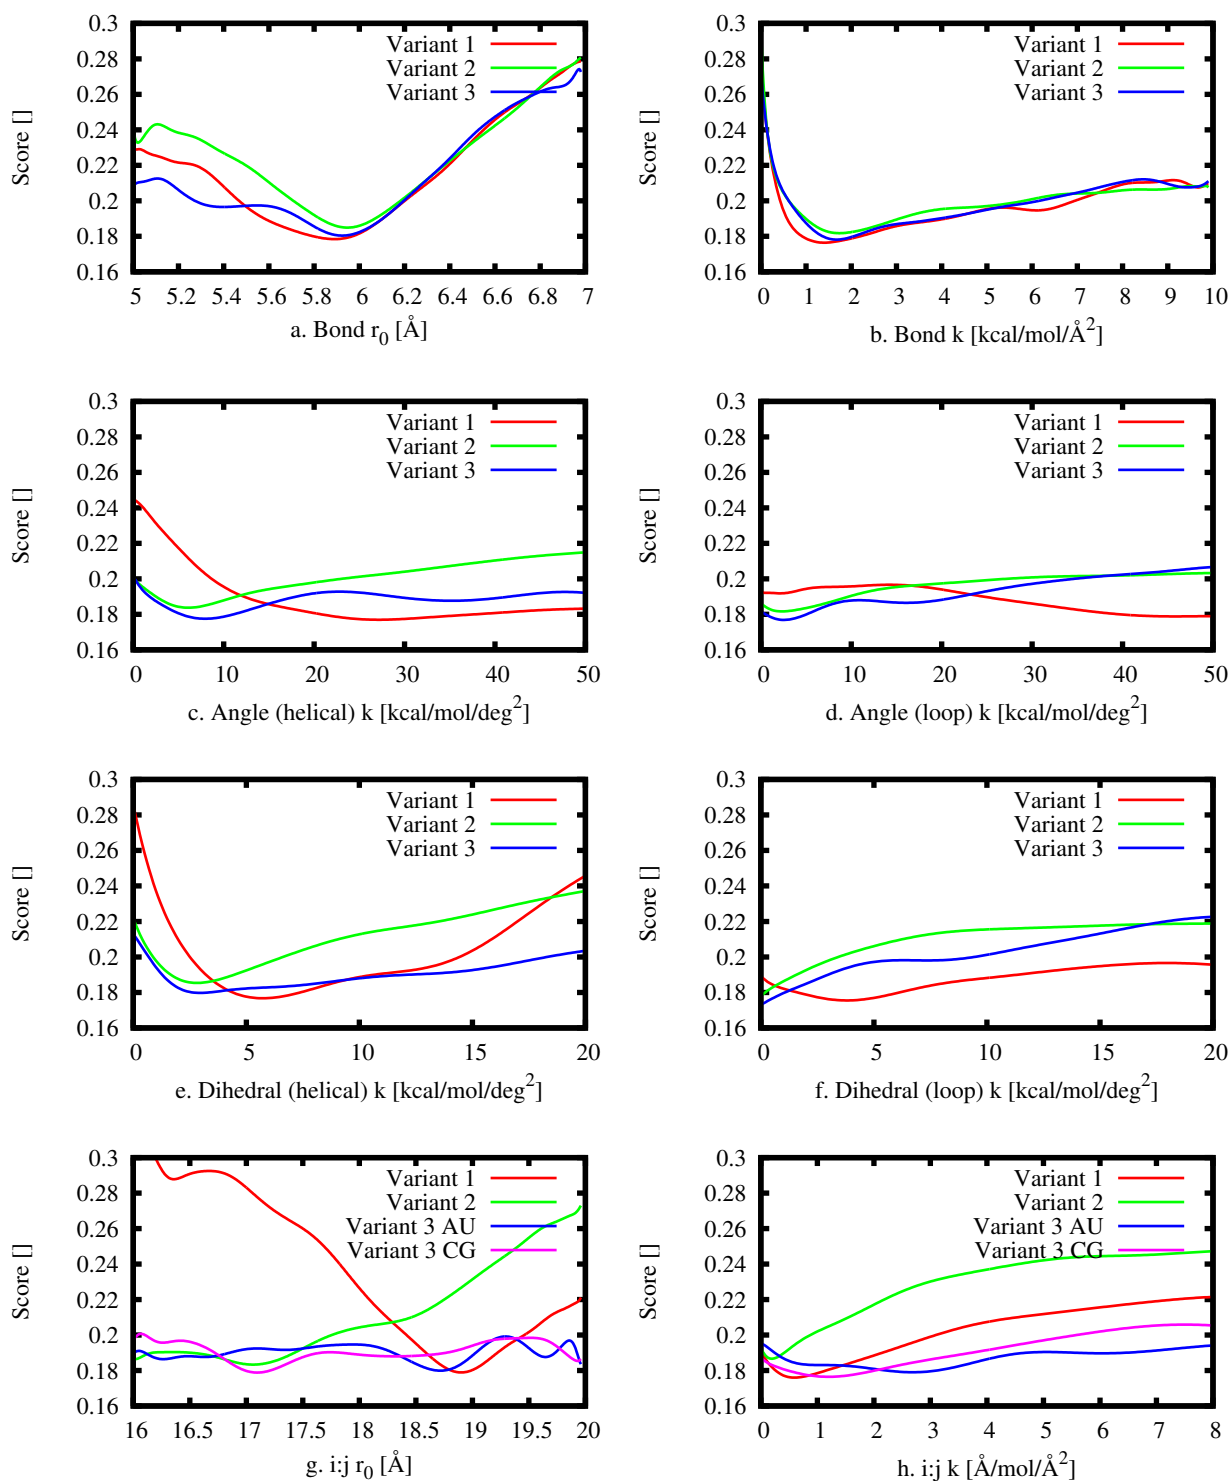 0.3
0.28
0.26
0.24
0.22
0.2
0.18
0.16
Score []
Variant 1
Variant 2
Variant 3
5 5.2 5.4 5.6 5.8 6 6.2 6.4 6.6 6.8 7
a. Bond r₀ [Å]
0.3
0.28
0.26
0.24
0.22
0.2
0.18
0.16
Score []
Variant 1
Variant 2
Variant 3
0 1 2 3 4 5 6 7 8 9 10
b. Bond k [kcal/mol/Å²]
0.3
0.28
0.26
0.24
0.22
0.2
0.18
0.16
Score []
Variant 1
Variant 2
Variant 3
0 10 20 30 40 50
c. Angle (helical) k [kcal/mol/deg²]
0.3
0.28
0.26
0.24
0.22
0.2
0.18
0.16
Score []
Variant 1
Variant 2
Variant 3
0 10 20 30 40 50
d. Angle (loop) k [kcal/mol/deg²]
0.3
0.28
0.26
0.24
0.22
0.2
0.18
0.16
Score []
Variant 1
Variant 2
Variant 3
0 5 10 15 20
e. Dihedral (helical) k [kcal/mol/deg²]
0.3
0.28
0.26
0.24
0.22
0.2
0.18
0.16
Score []
Variant 1
Variant 2
Variant 3
0 5 10 15 20
f. Dihedral (loop) k [kcal/mol/deg²]
0.3
0.28
0.26
0.24
0.22
0.2
0.18
0.16
Score []
Variant 1
Variant 2
Variant 3 AU
Variant 3 CG
16 16.5 17 17.5 18 18.5 19 19.5 20
g. i:j r₀ [Å]
0.3
0.28
0.26
0.24
0.22
0.2
0.18
0.16
Score []
Variant 1
Variant 2
Variant 3 AU
Variant 3 CG
0 1 2 3 4 5 6 7 8
h. i:j k [Å/mol/Å²]